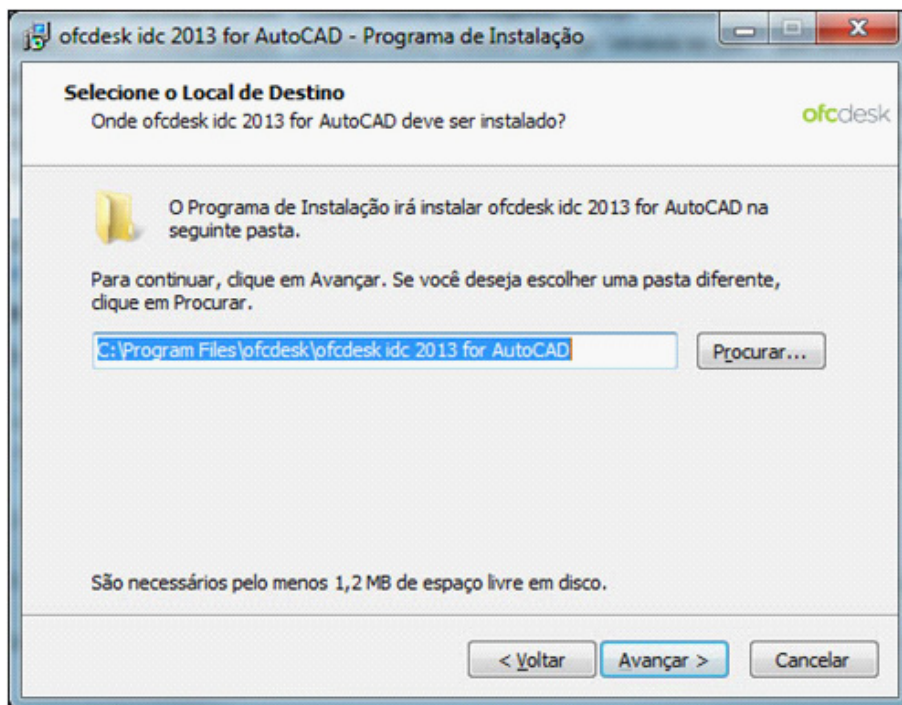 ofcdesk idc 2013 for AutoCAD - Programa de Instalação
Selecione o Local de Destino
Onde ofcdesk idc 2013 for AutoCAD deve ser instalado?
ofcdesk
O Programa de Instalação irá instalar ofcdesk idc 2013 for AutoCAD na
seguinte pasta.
Para continuar, clique em Avançar. Se você deseja escolher uma pasta diferente,
clique em Procurar.
C:\Program Files\ofcdesk\ofcdesk idc 2013 for AutoCAD
Procurar...
São necessários pelo menos 1,2 MB de espaço livre em disco.
< Voltar
Avançar >
Cancelar